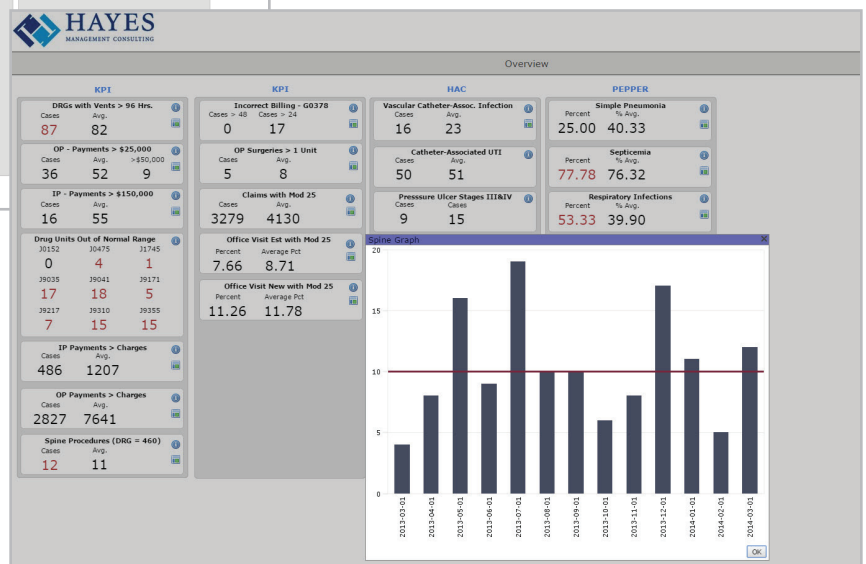 HAYES
MANAGEMENT CONSULTING
Overview
KPI
DRGs with Vents > 96 Hrs.
Cases Avg.
87 82
OP - Payments > $25,000
Cases Avg. >$50,000
36 52 9
IP - Payments > $150,000
Cases Avg.
16 55
Drug Units Out of Normal Range
J0152 J0475 J1745
0 4 1
J9035 J9041 J9171
17 18 5
J9217 J9310 J9355
7 15 15
IP Payments > Charges
Cases Avg.
486 1207
OP Payments > Charges
Cases Avg.
2827 7641
Spine Procedures (DRG = 460)
Cases Avg.
12 11
KPI
Incorrect Billing - G0378
Cases > 48 Cases > 24
0 17
OP Surgeries > 1 Unit
Cases Avg.
5 8
Claims with Mod 25
Cases Avg.
3279 4130
Office Visit Est with Mod 25
Percent Average Pct
7.66 8.71
Office Visit New with Mod 25
Percent Average Pct
11.26 11.78
HAC
Vascular Catheter-Assoc. Infection
Cases Avg.
16 23
Catheter-Associated UTI
Cases Avg.
50 51
Presssure Ulcer Stages III&IV
Cases Cases
9 15
PEPPER
Simple Pneumonia
Percent % Avg.
25.00 40.33
Septicemia
Percent % Avg.
77.78 76.32
Respiratory Infections
Percent % Avg.
53.33 39.90
Spine Graph
20
15
10
5
0
2013-03-01
2013-04-01
2013-05-01
2013-06-01
2013-07-01
2013-08-01
2013-09-01
2013-10-01
2013-11-01
2013-12-01
2014-01-01
2014-02-01
2014-03-01
OK